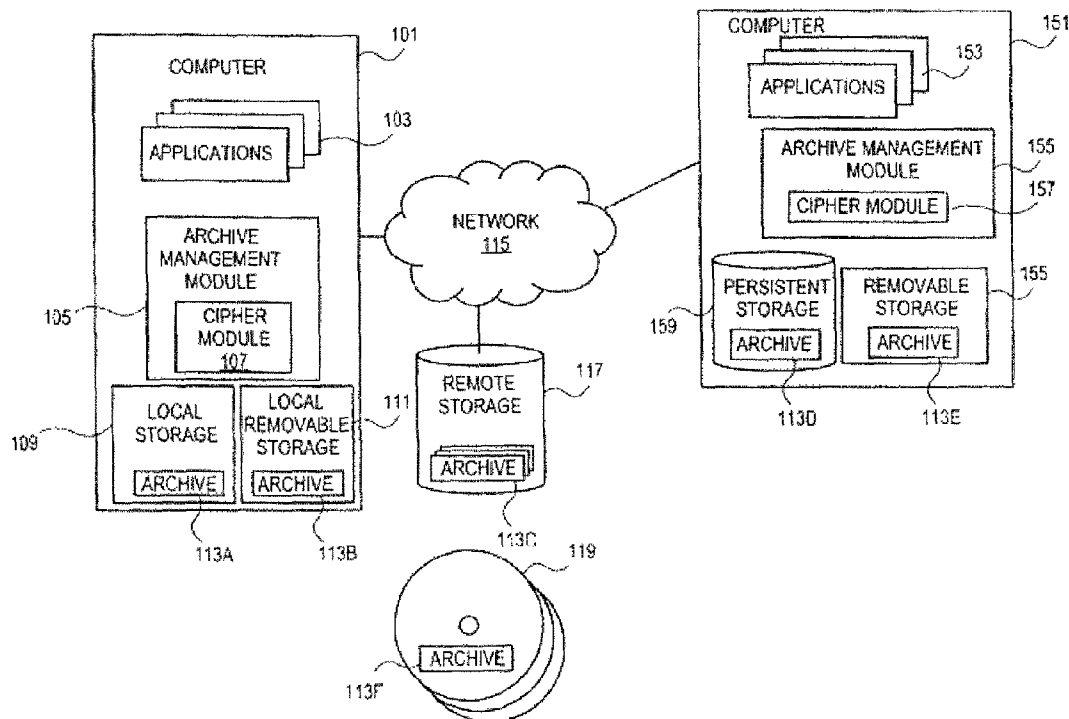 COMPUTER
101
APPLICATIONS
103
ARCHIVE
MANAGEMENT
MODULE
105
CIPHER
MODULE
107
LOCAL
STORAGE
109
ARCHIVE
113A
LOCAL
REMOVABLE
STORAGE
111
ARCHIVE
113B
NETWORK
115
REMOTE
STORAGE
117
ARCHIVE
113C
119
ARCHIVE
113F
COMPUTER
151
153
APPLICATIONS
ARCHIVE MANAGEMENT
MODULE
155
CIPHER MODULE
157
PERSISTENT
STORAGE
159
ARCHIVE
113D
REMOVABLE
STORAGE
155
ARCHIVE
113E